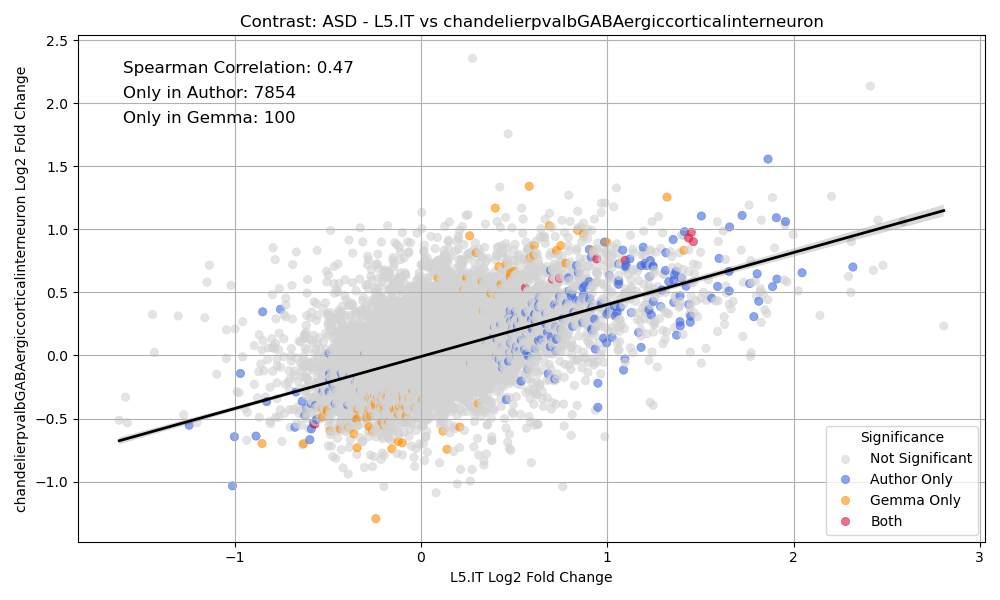 Contrast: ASD - L5.IT vs chandelierpvalbGABAergiccorticalinterneuron
Spearman Correlation: 0.47
Only in Author: 7854
Only in Gemma: 100
chandelierpvalbGABAergiccorticalinterneuron Log2 Fold Change
2.5
2.0
1.5
1.0
0.5
0.0
−0.5
−1.0
Significance
Not Significant
Author Only
Gemma Only
Both
−1
0
1
2
3
L5.IT Log2 Fold Change